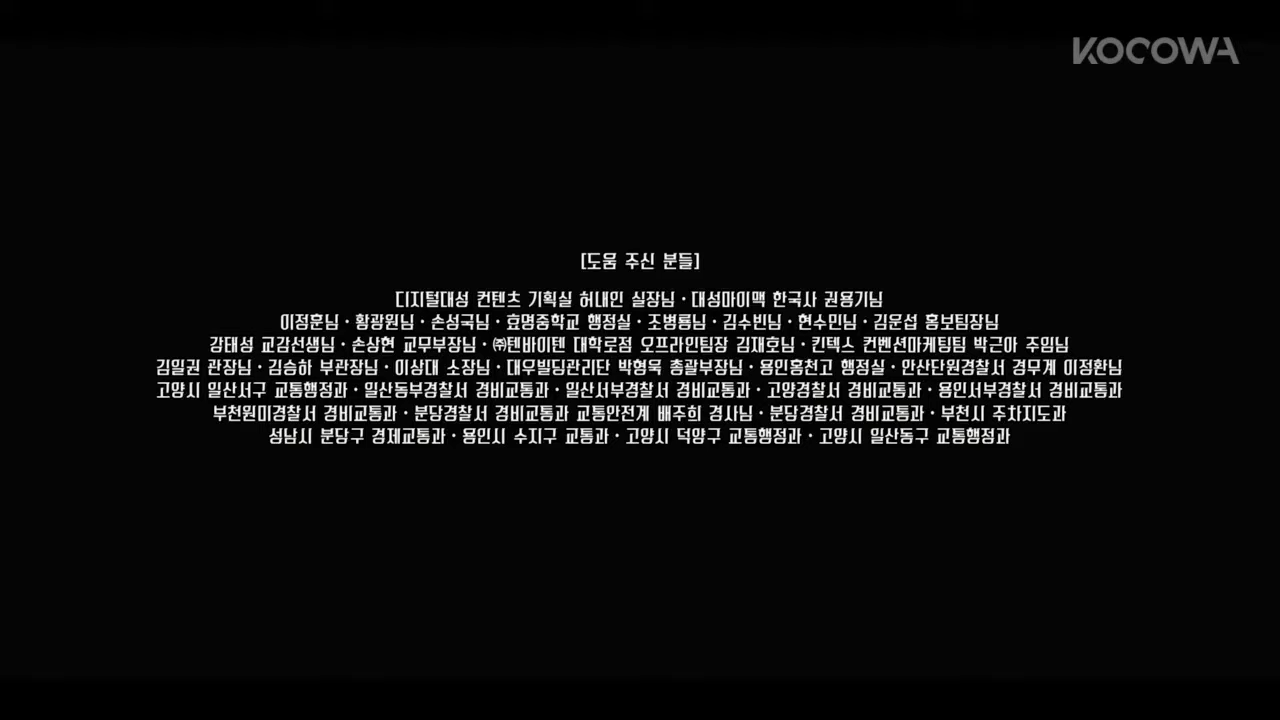 KOCOWA
[도움 주신 분들]
디지털대성 컨텐츠 기획실 허내인 실장님 · 대성마이맥 한국사 권용기님
이정훈님 · 황광원님 · 손성국님 · 효명중학교 행정실 · 조병룡님 · 김수빈님 · 현수민님 · 김운섭 홍보팀장님
강태성 교감선생님 · 손상현 교무부장님 · ㈜텐바이텐 대학로점 오프라인팀장 김재호님 · 킨텍스 컨벤션마케팅팀 박근아 주임님
김일권 관장님 · 김승하 부관장님 · 이상대 소장님 · 대우빌딩관리단 박형욱 총괄부장님 · 용인홍천고 행정실 · 안산단원경찰서 경무계 이정환님
고양시 일산서구 교통행정과 · 일산동부경찰서 경비교통과 · 일산서부경찰서 경비교통과 · 고양경찰서 경비교통과 · 용인서부경찰서 경비교통과
부천원미경찰서 경비교통과 · 분당경찰서 경비교통과 교통안전계 배주희 경사님 · 분당경찰서 경비교통과 · 부천시 주차지도과
성남시 분당구 경제교통과 · 용인시 수지구 교통과 · 고양시 덕양구 교통행정과 · 고양시 일산동구 교통행정과